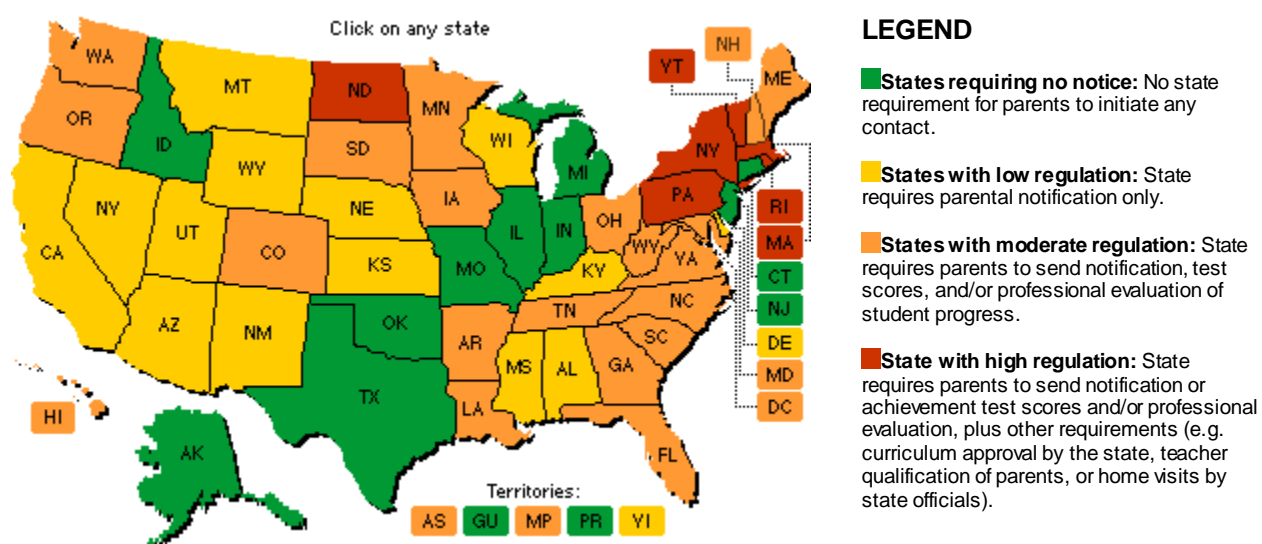 Click on any state
WA
MT
ND
MN
VT
NH
ME
OR
ID
SD
WI
NY
WY
MI
NV
UT
NE
IA
PA
RI
CA
CO
KS
IL
IN
OH
WV
VA
MA
MO
KY
CT
AZ
NM
OK
TN
NC
NJ
AR
SC
DE
TX
MS
AL
GA
MD
HI
LA
DC
AK
FL
Territories:
AS GU MP PR VI
LEGEND
States requiring no notice: No state
requirement for parents to initiate any
contact.
States with low regulation: State
requires parental notification only.
States with moderate regulation: State
requires parents to send notification, test
scores, and/or professional evaluation of
student progress.
State with high regulation: State
requires parents to send notification or
achievement test scores and/or professional
evaluation, plus other requirements (e.g.
curriculum approval by the state, teacher
qualification of parents, or home visits by
state officials).